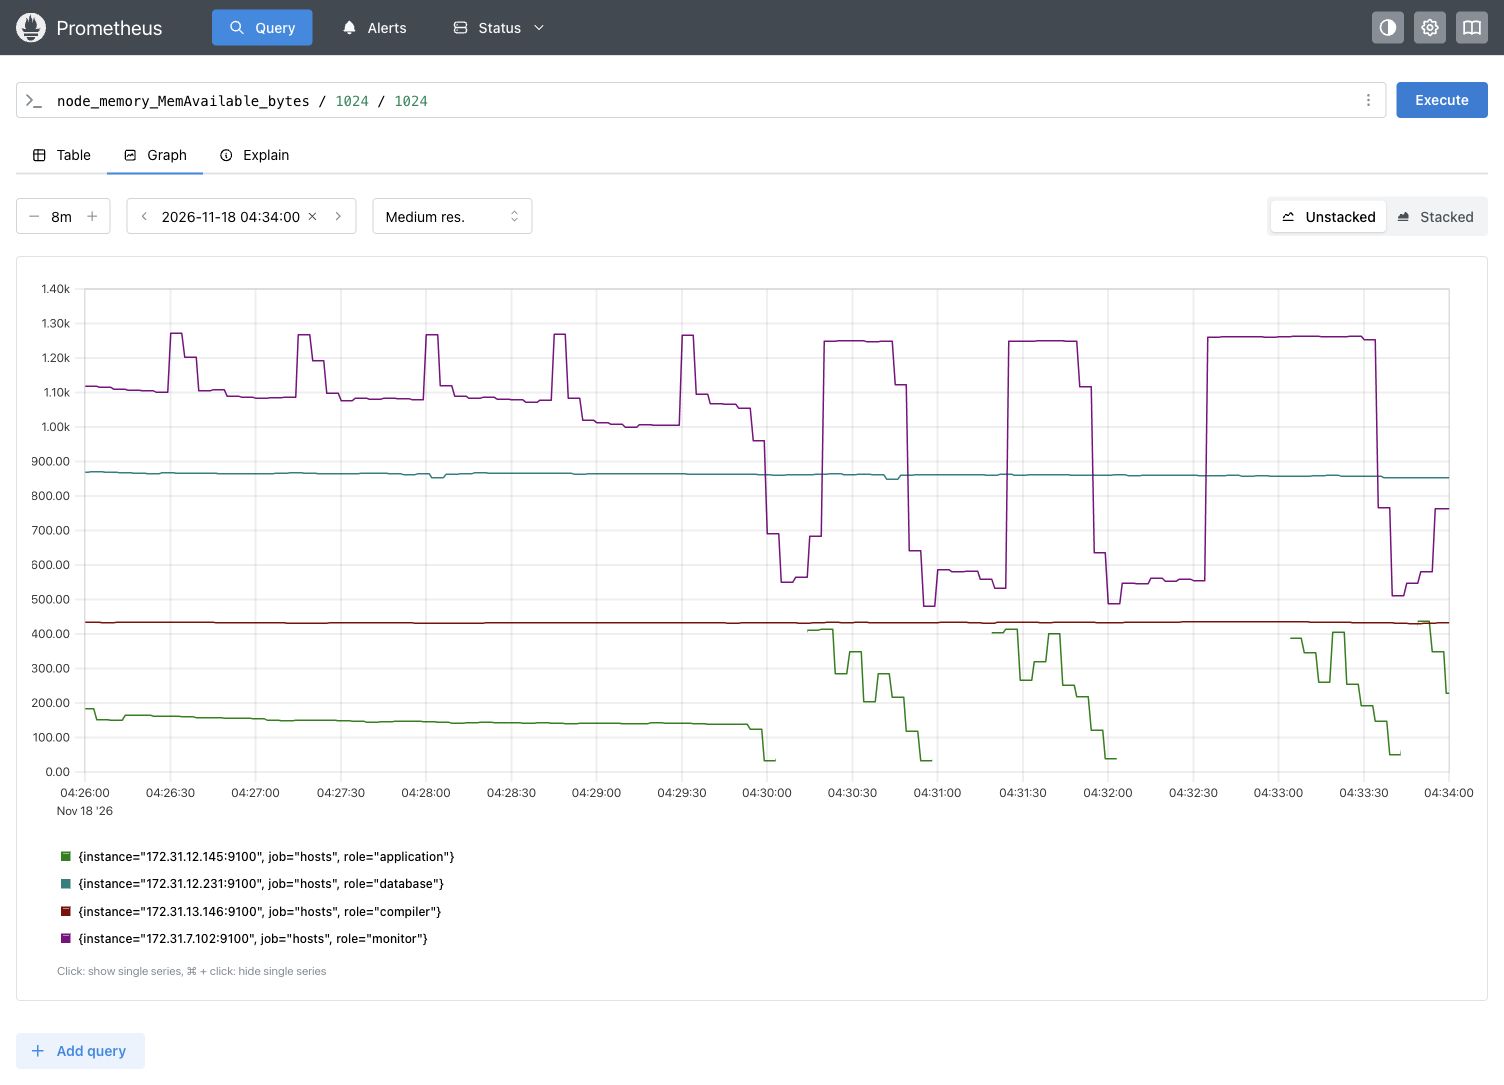 Prometheus Query Alerts Status
>_ node_memory_MemAvailable_bytes / 1024 / 1024 Execute
Table Graph Explain
− 8m + < 2026-11-18 04:34:00 × > Medium res. Unstacked Stacked
1.40k
1.30k
1.20k
1.10k
1.00k
900.00
800.00
700.00
600.00
500.00
400.00
300.00
200.00
100.00
0.00
04:26:00 04:26:30 04:27:00 04:27:30 04:28:00 04:28:30 04:29:00 04:29:30 04:30:00 04:30:30 04:31:00 04:31:30 04:32:00 04:32:30 04:33:00 04:33:30 04:34:00
Nov 18 '26
{instance="172.31.12.145:9100", job="hosts", role="application"}
{instance="172.31.12.231:9100", job="hosts", role="database"}
{instance="172.31.13.146:9100", job="hosts", role="compiler"}
{instance="172.31.7.102:9100", job="hosts", role="monitor"}
Click: show single series, ⌘ + click: hide single series
+ Add query